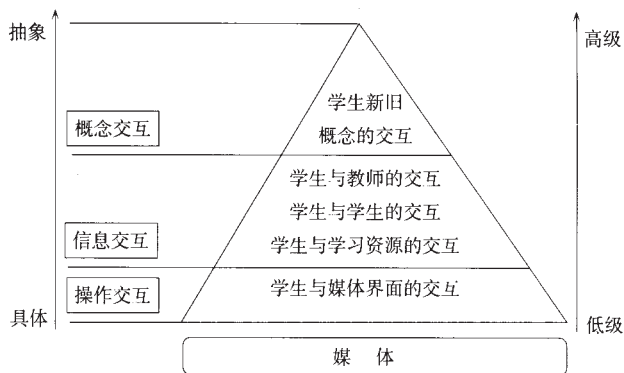 抽象
高级
学生新旧
概念的交互
概念交互
学生与教师的交互
学生与学生的交互
信息交互
学生与学习资源的交互
操作交互
学生与媒体界面的交互
具体
低级
媒 体